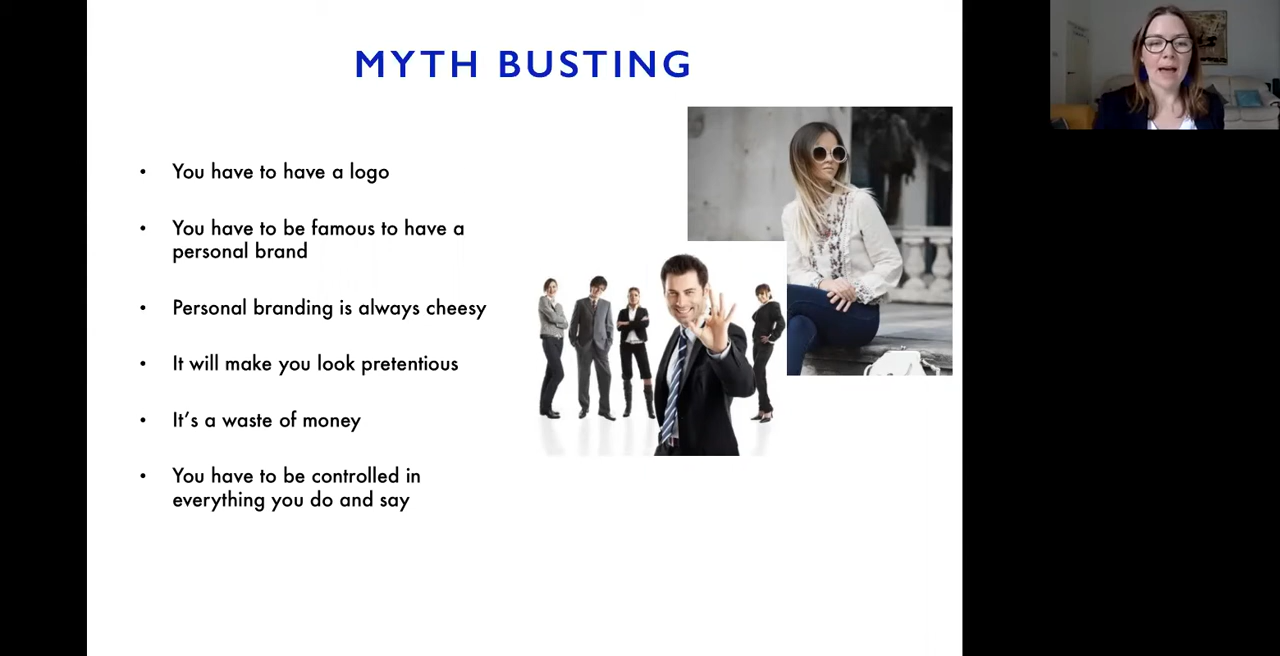 MYTH BUSTING
• You have to have a logo
• You have to be famous to have a
personal brand
• Personal branding is always cheesy
• It will make you look pretentious
• It’s a waste of money
• You have to be controlled in
everything you do and say